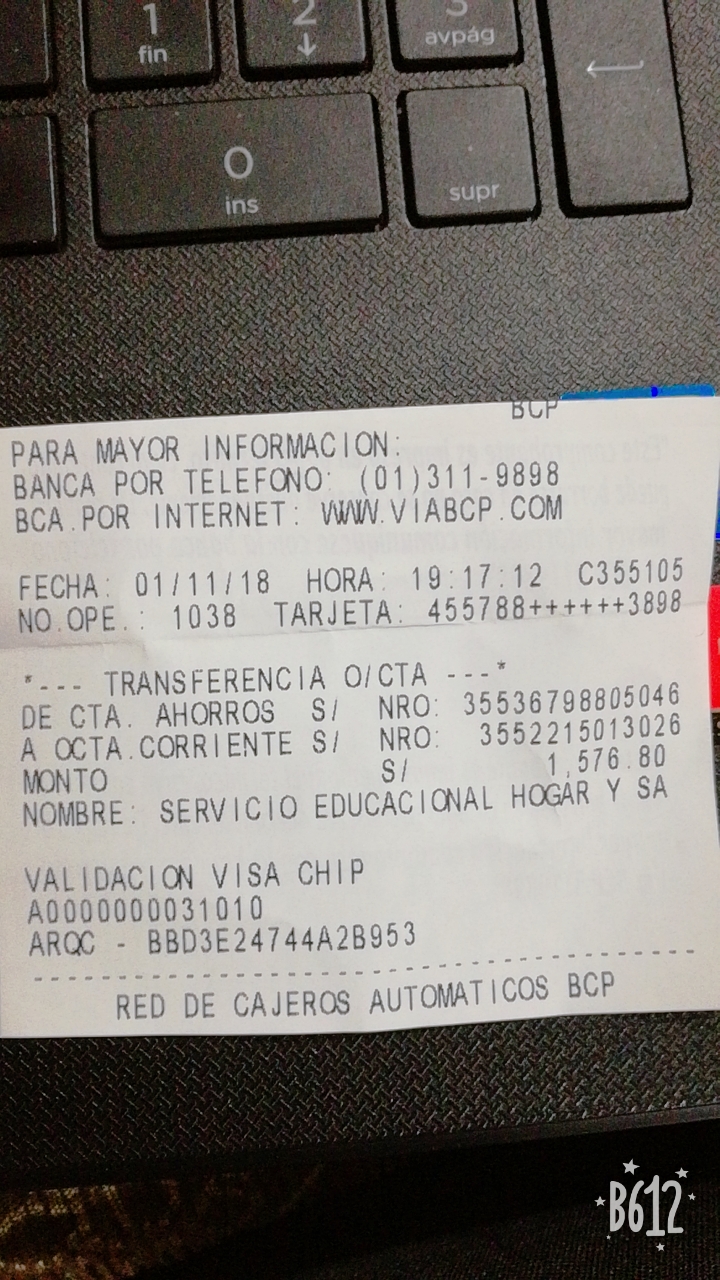 1
fin
2
↓
3
avpág
0
ins
.
supr
BCP
PARA MAYOR INFORMACION:
BANCA POR TELEFONO: (01)311-9898
BCA.POR INTERNET: WWW.VIABCP.COM
FECHA: 01/11/18 HORA: 19:17:12 C355105
NO.OPE.: 1038 TARJETA: 455788++++++3898
*--- TRANSFERENCIA O/CTA ---*
DE CTA. AHORROS S/ NRO: 35536798805046
A OCTA.CORRIENTE S/ NRO: 3552215013026
MONTO S/ 1,576.80
NOMBRE: SERVICIO EDUCACIONAL HOGAR Y SA
VALIDACION VISA CHIP
A0000000031010
ARQC - BBD3E24744A2B953
RED DE CAJEROS AUTOMATICOS BCP
B612